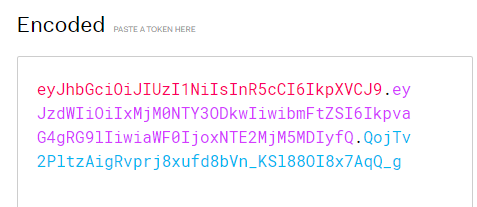 Encoded PASTE A TOKEN HERE
eyJhbGciOiJIUzI1NiIsInR5cCI6IkpXVCJ9.ey
JzdWIiOiIxMjM0NTY3ODkwIiwibmFtZSI6Ikpva
G4gRG9lIiwiaWF0IjoxNTE2MjM5MDIyfQ.QojTv
2PltzAigRvprj8xufd8bVn_KSl88OI8x7AqQ_g